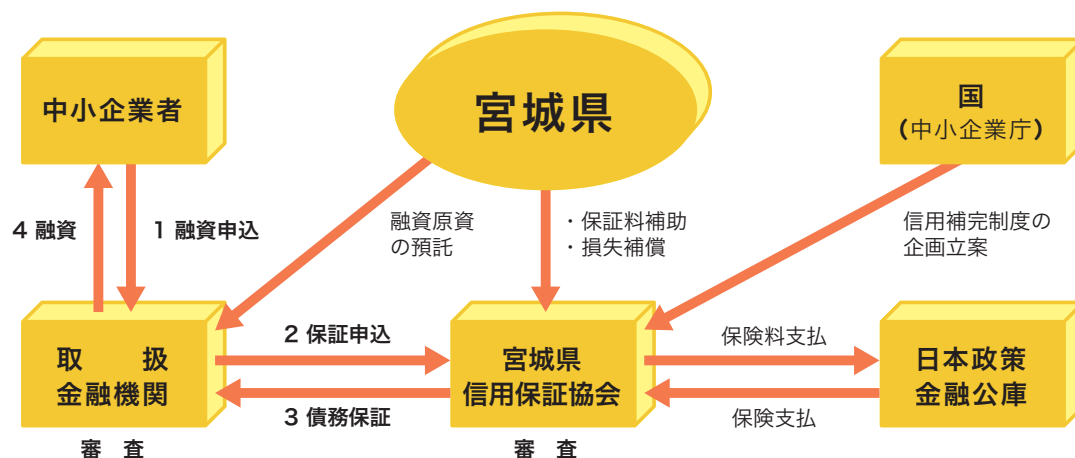 中小企業者
宮城県
国
(中小企業庁)
4 融資
1 融資申込
融資原資
の預託
・保証料補助
・損失補償
信用補完制度の
企画立案
取　扱
金融機関
審　査
2 保証申込
3 債務保証
宮城県
信用保証協会
審　査
保険料支払
保険支払
日本政策
金融公庫